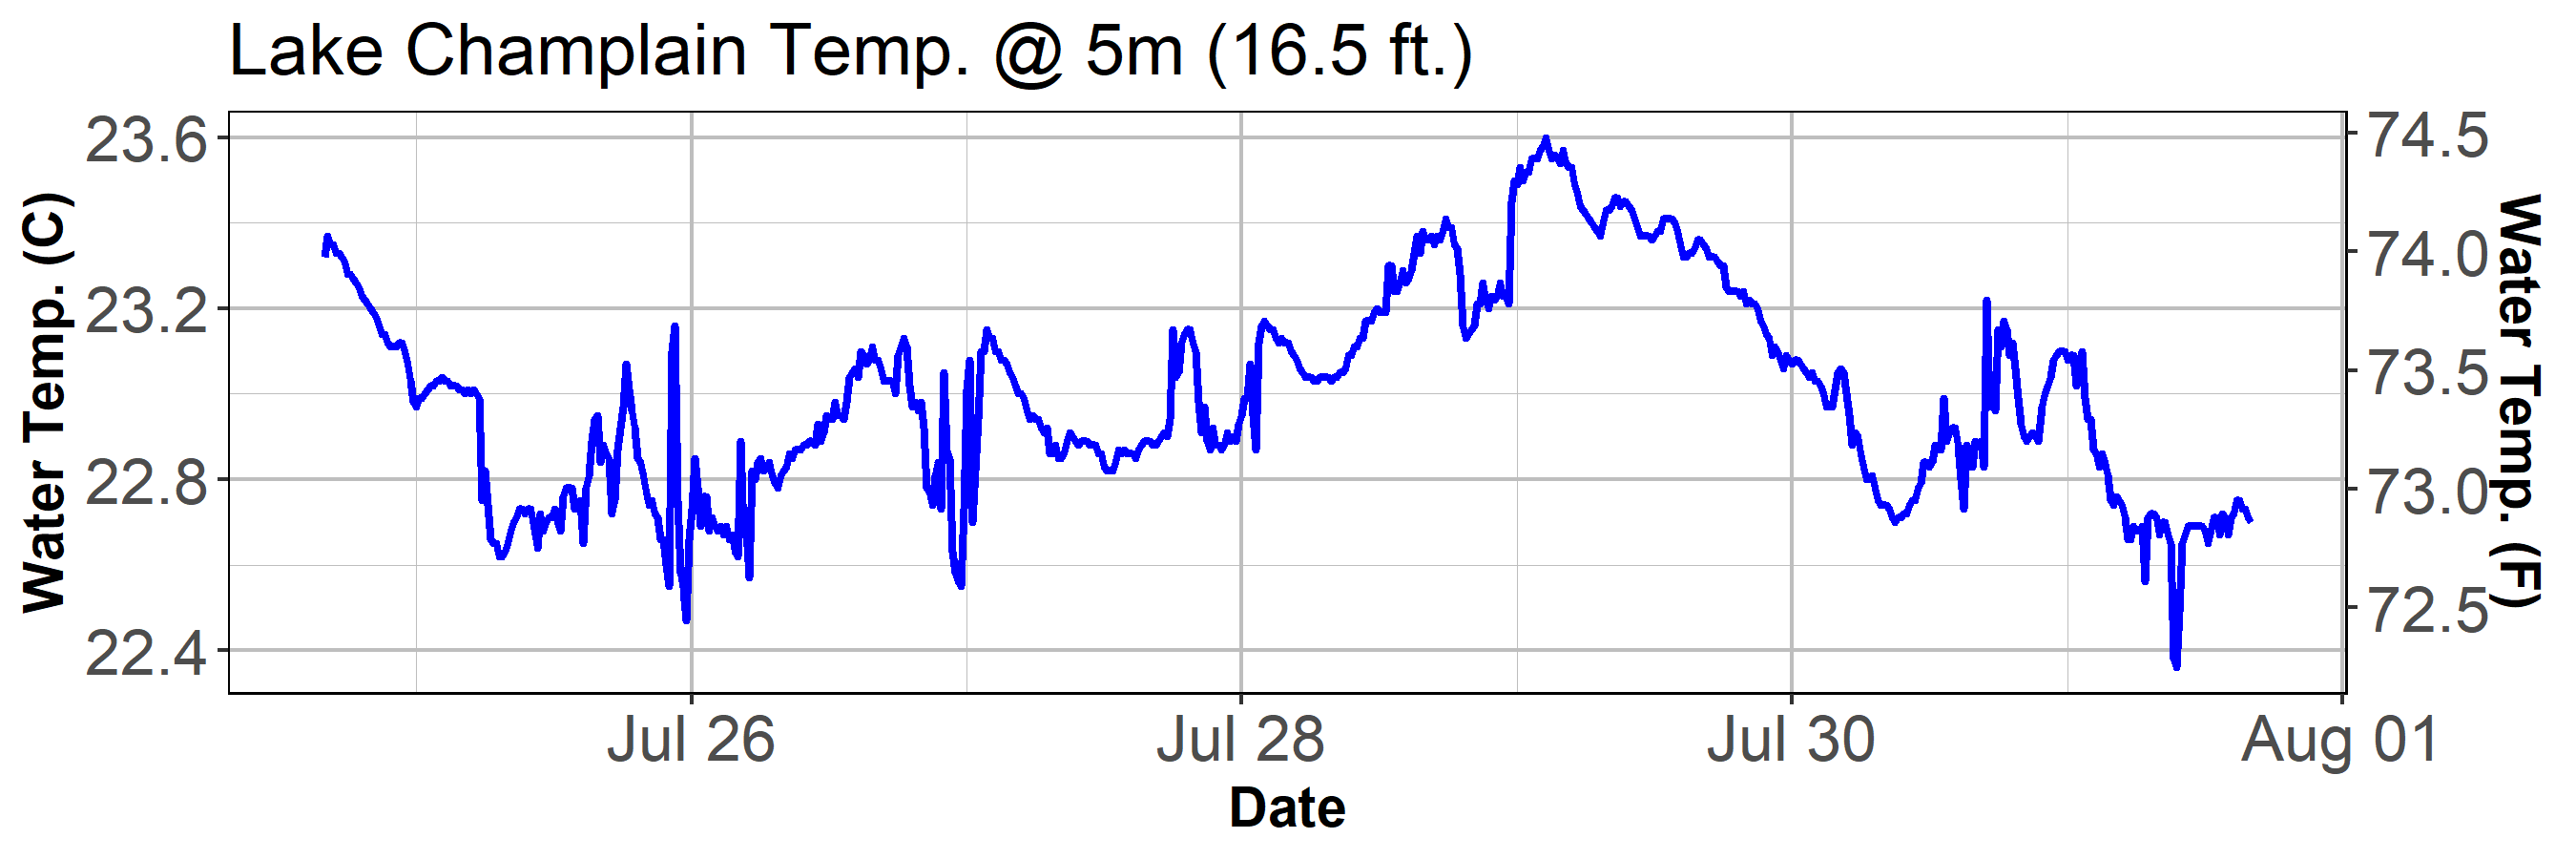 Lake Champlain Temp. @ 5m (16.5 ft.)
Water Temp. (C)
23.6
23.2
22.8
22.4
74.5
74.0
73.5
73.0
72.5
Water Temp. (F)
Jul 26 Jul 28 Jul 30 Aug 01
Date